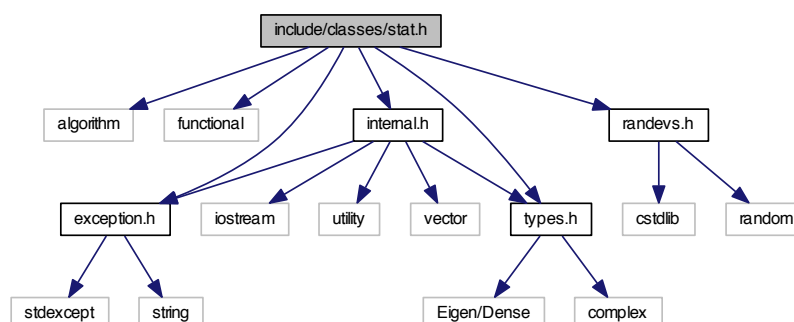 include/classes/stat.h
algorithm
functional
internal.h
randevs.h
exception.h
iostream
utility
vector
types.h
cstdlib
random
stdexcept
string
Eigen/Dense
complex